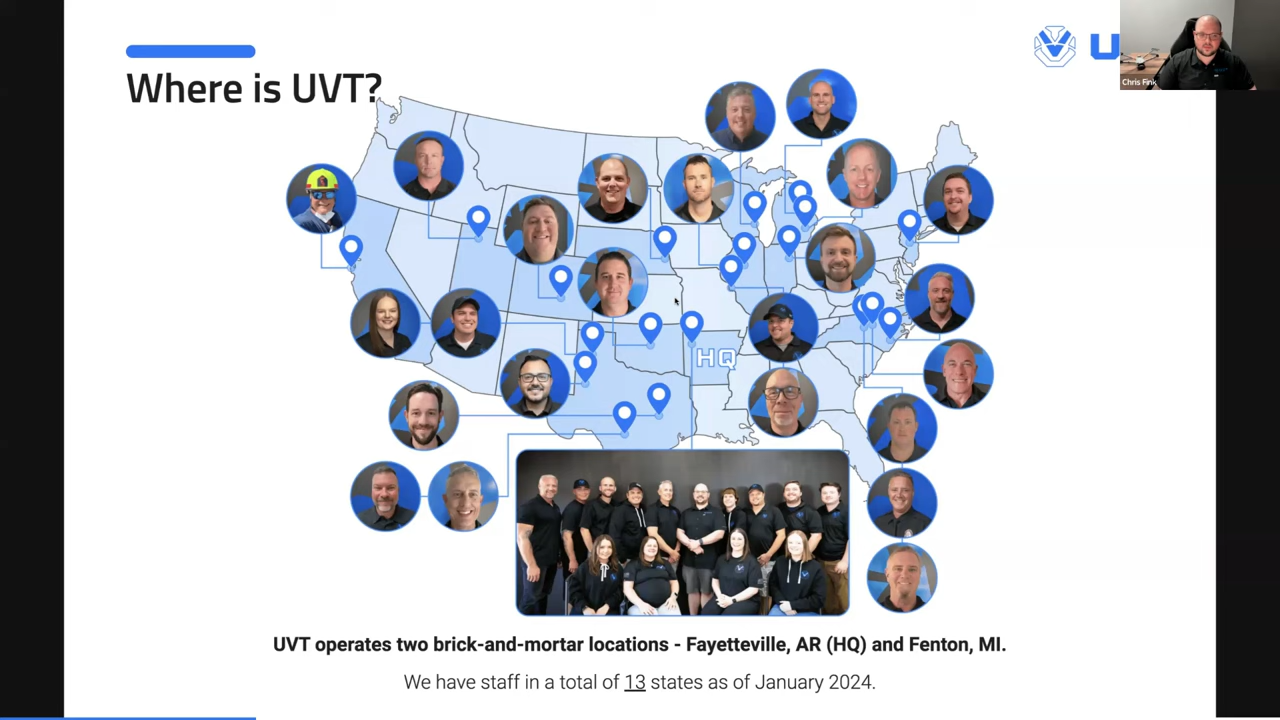 U
Chris Fink
Where is UVT?
HQ
UVT operates two brick-and-mortar locations - Fayetteville, AR (HQ) and Fenton, MI.
We have staff in a total of 13 states as of January 2024.